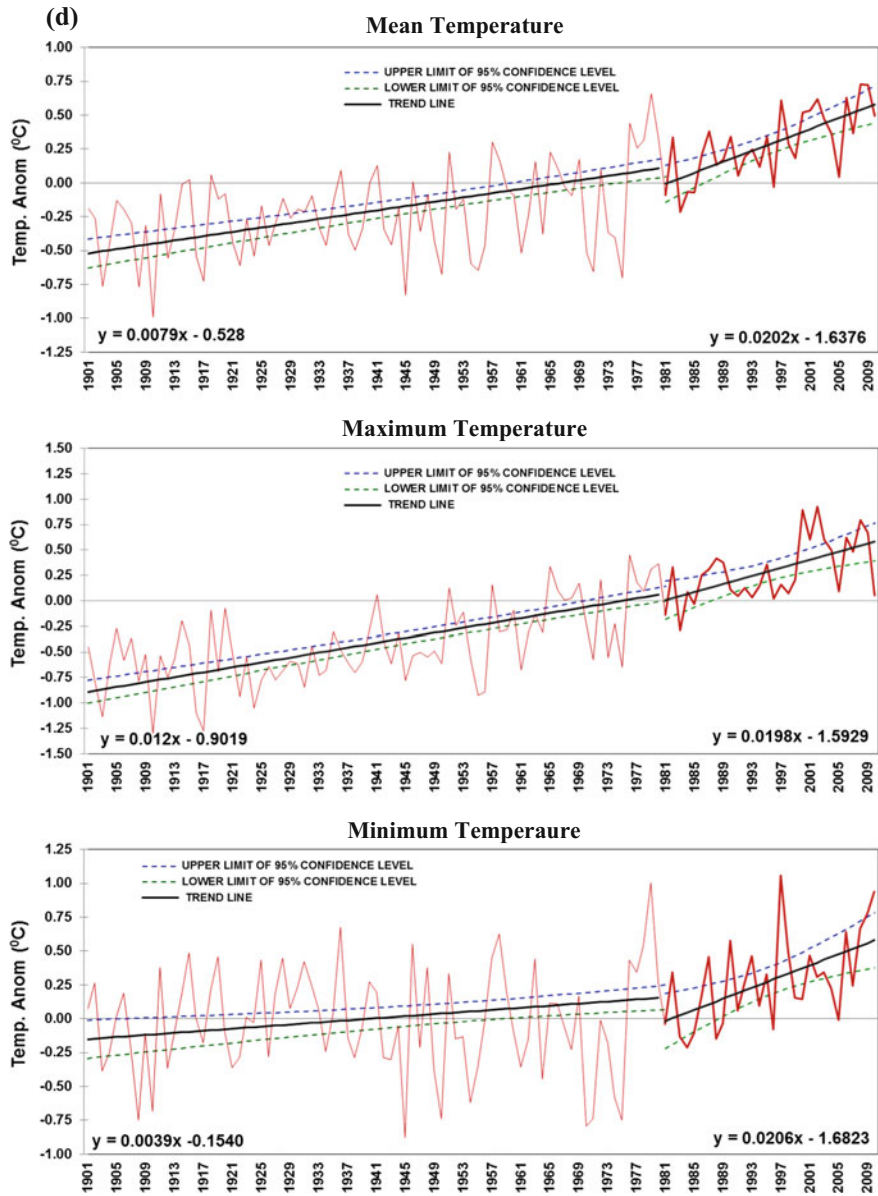 (d)
Mean Temperature
UPPER LIMIT OF 95% CONFIDENCE LEVEL
LOWER LIMIT OF 95% CONFIDENCE LEVEL
TREND LINE
Temp. Anom (⁰C)
1.00
0.75
0.50
0.25
0.00
-0.25
-0.50
-0.75
-1.00
-1.25
y = 0.0079x - 0.528
y = 0.0202x - 1.6376
1901 1905 1909 1913 1917 1921 1925 1929 1933 1937 1941 1945 1949 1953 1957 1961 1965 1969 1973 1977 1981 1985 1989 1993 1997 2001 2005 2009
Maximum Temperature
UPPER LIMIT OF 95% CONFIDENCE LEVEL
LOWER LIMIT OF 95% CONFIDENCE LEVEL
TREND LINE
Temp. Anom (⁰C)
1.50
1.25
1.00
0.75
0.50
0.25
0.00
-0.25
-0.50
-0.75
-1.00
-1.25
-1.50
y = 0.012x - 0.9019
y = 0.0198x - 1.5929
1901 1905 1909 1913 1917 1921 1925 1929 1933 1937 1941 1945 1949 1953 1957 1961 1965 1969 1973 1977 1981 1985 1989 1993 1997 2001 2005 2009
Minimum Temperaure
UPPER LIMIT OF 95% CONFIDENCE LEVEL
LOWER LIMIT OF 95% CONFIDENCE LEVEL
TREND LINE
Temp. Anom (⁰C)
1.25
1.00
0.75
0.50
0.25
0.00
-0.25
-0.50
-0.75
-1.00
y = 0.0039x -0.1540
y = 0.0206x - 1.6823
1901 1905 1909 1913 1917 1921 1925 1929 1933 1937 1941 1945 1949 1953 1957 1961 1965 1969 1973 1977 1981 1985 1989 1993 1997 2001 2005 2009